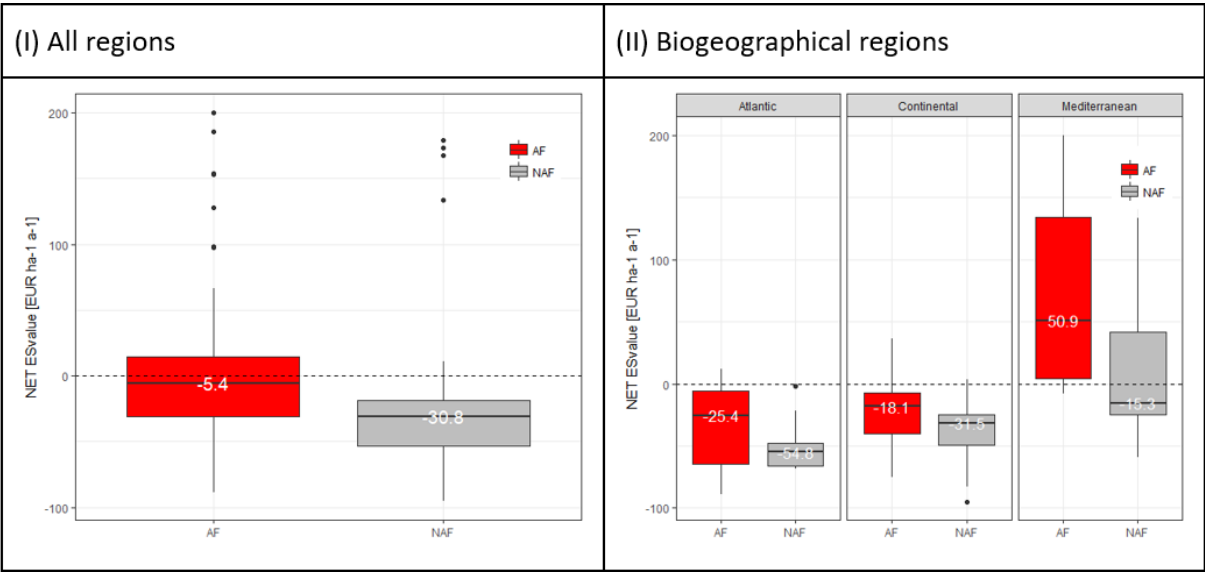 (I) All regions
(II) Biogeographical regions
NET ESvalue [EUR ha-1 a-1]
200
100
0
-100
AF
NAF
-5.4
-30.8
AF
NAF
NET ESvalue [EUR ha-1 a-1]
Atlantic
Continental
Mediterranean
200
100
0
-100
AF
NAF
-25.4
-54.8
-18.1
-31.5
50.9
-15.3
AF
NAF
AF
NAF
AF
NAF